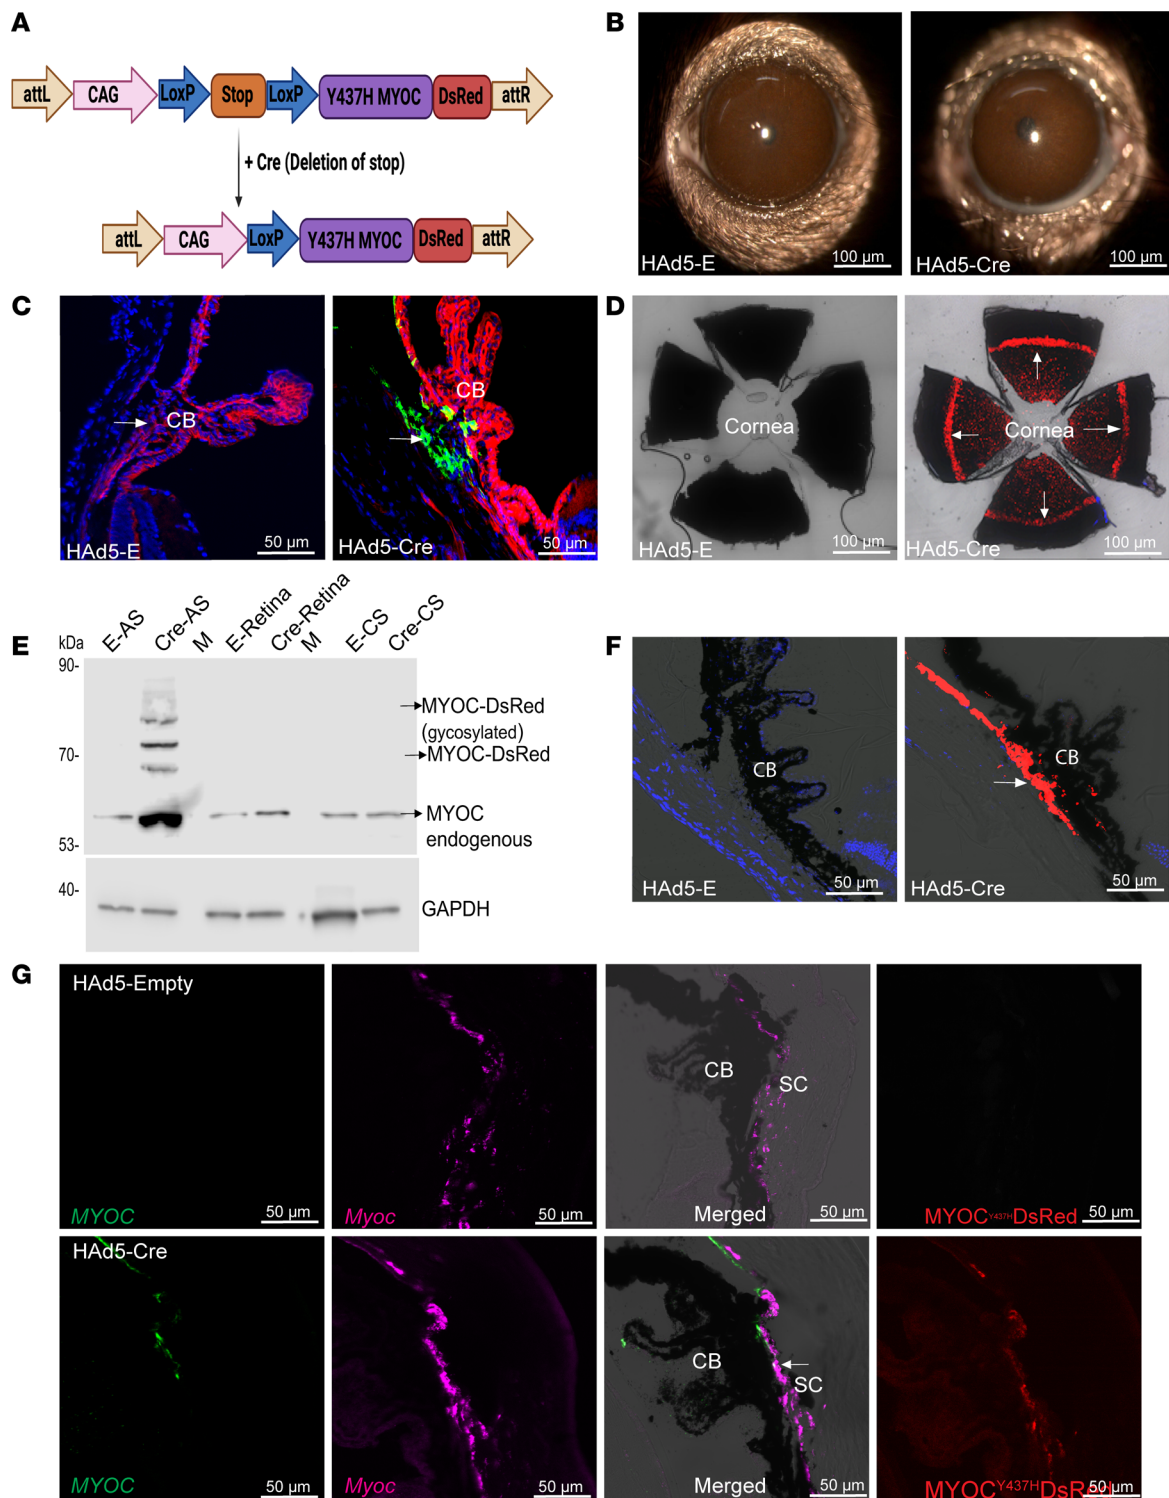 A
attL CAG LoxP Stop LoxP Y437H MYOC DsRed attR
+ Cre (Deletion of stop)
attL CAG LoxP Y437H MYOC DsRed attR
B
HAd5-E
100 µm
HAd5-Cre
100 µm
C
CB
HAd5-E
50 µm
CB
HAd5-Cre
50 µm
D
Cornea
HAd5-E
100 µm
Cornea
HAd5-Cre
100 µm
E
kDa
E-AS
Cre-AS
M
E-Retina
Cre-Retina
M
E-CS
Cre-CS
90-
MYOC-DsRed
(gycosylated)
70-
MYOC-DsRed
MYOC
endogenous
53-
40-
GAPDH
F
CB
HAd5-E
50 µm
CB
HAd5-Cre
50 µm
G
HAd5-Empty
MYOC
50 µm
Myoc
50 µm
CB
SC
Merged
50 µm
MYOCY437HDsRed
50 µm
HAd5-Cre
MYOC
50 µm
Myoc
50 µm
CB
SC
Merged
50 µm
MYOCY437HDsRed
50 µm